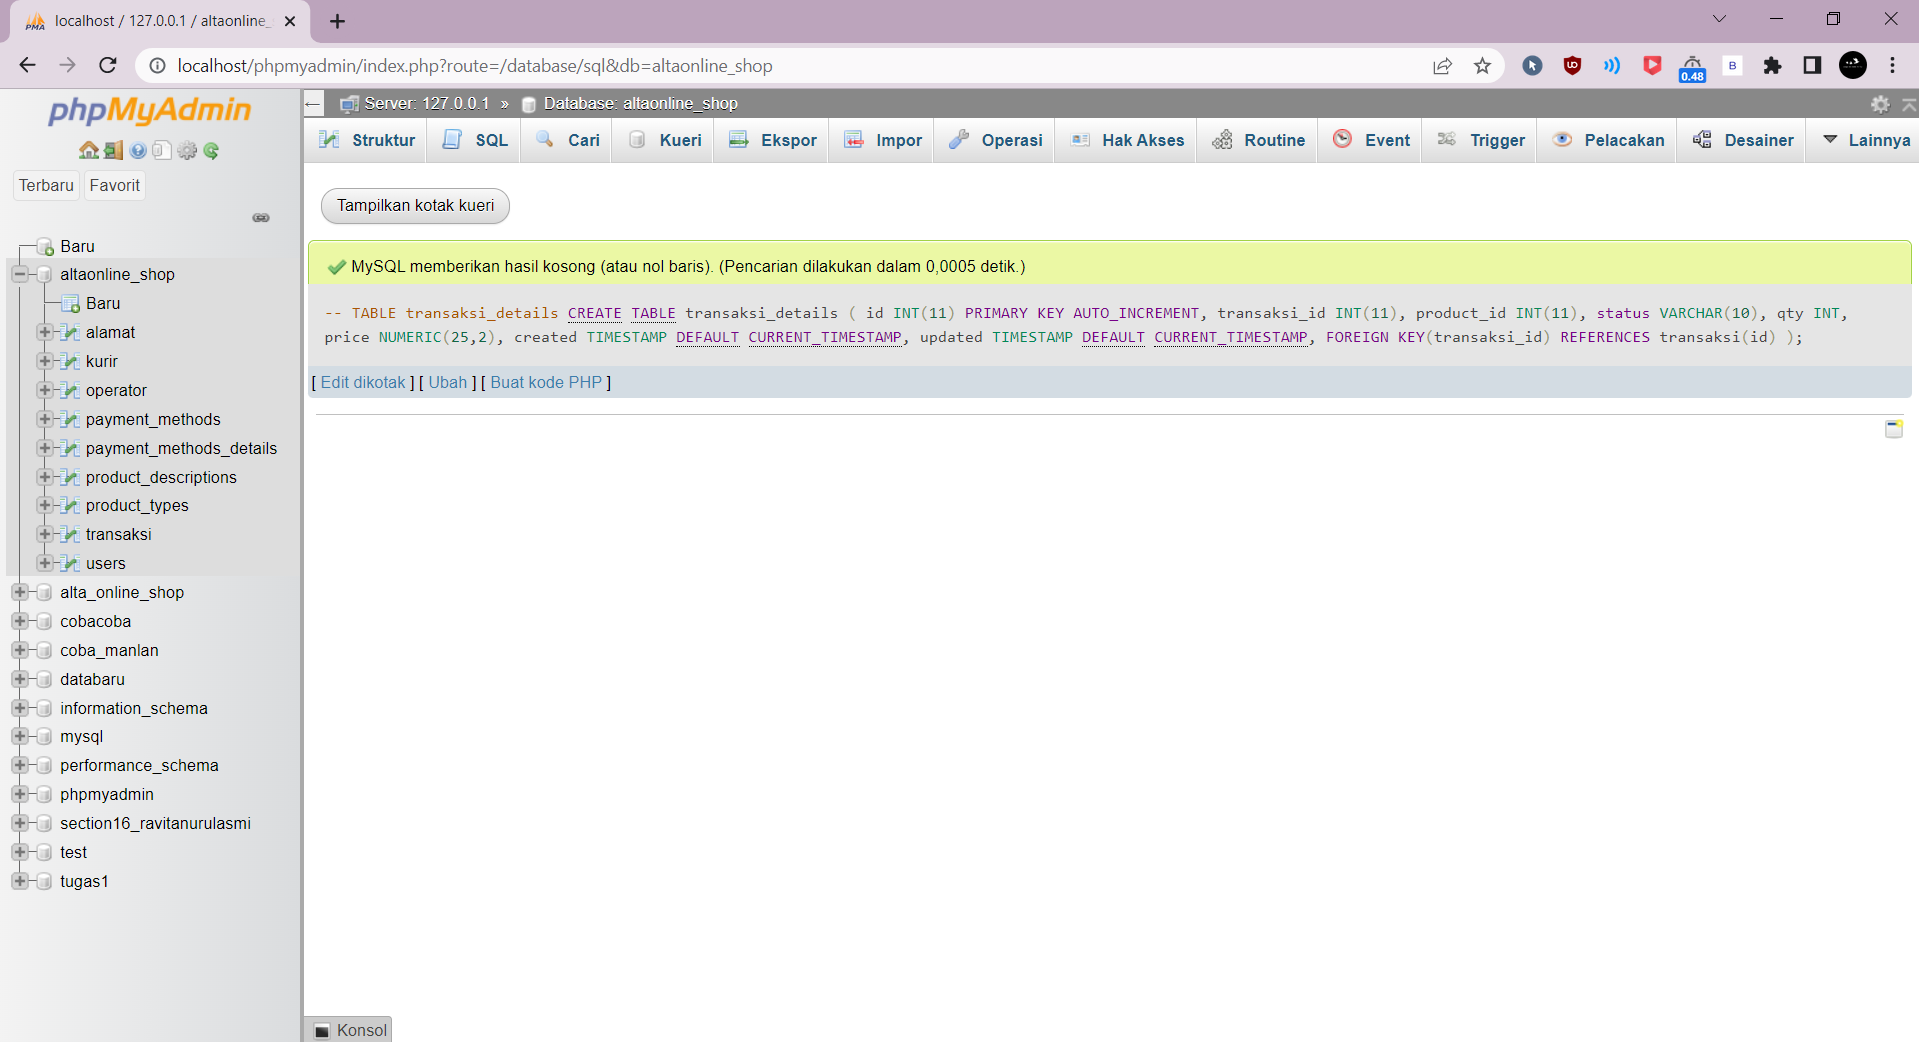 localhost / 127.0.0.1 / altaonline_
localhost/phpmyadmin/index.php?route=/database/sql&db=altaonline_shop
0.48
B
phpMyAdmin
Terbaru Favorit
Baru
altaonline_shop
Baru
alamat
kurir
operator
payment_methods
payment_methods_details
product_descriptions
product_types
transaksi
users
alta_online_shop
cobacoba
coba_manlan
databaru
information_schema
mysql
performance_schema
phpmyadmin
section16_ravitanurulasmi
test
tugas1
Server: 127.0.0.1 » Database: altaonline_shop
Struktur SQL Cari Kueri Ekspor Impor Operasi Hak Akses Routine Event Trigger Pelacakan Desainer Lainnya
Tampilkan kotak kueri
MySQL memberikan hasil kosong (atau nol baris). (Pencarian dilakukan dalam 0,0005 detik.)
-- TABLE transaksi_details CREATE TABLE transaksi_details ( id INT(11) PRIMARY KEY AUTO_INCREMENT, transaksi_id INT(11), product_id INT(11), status VARCHAR(10), qty INT,
price NUMERIC(25,2), created TIMESTAMP DEFAULT CURRENT_TIMESTAMP, updated TIMESTAMP DEFAULT CURRENT_TIMESTAMP, FOREIGN KEY(transaksi_id) REFERENCES transaksi(id) );
[ Edit dikotak ] [ Ubah ] [ Buat kode PHP ]
Konsol